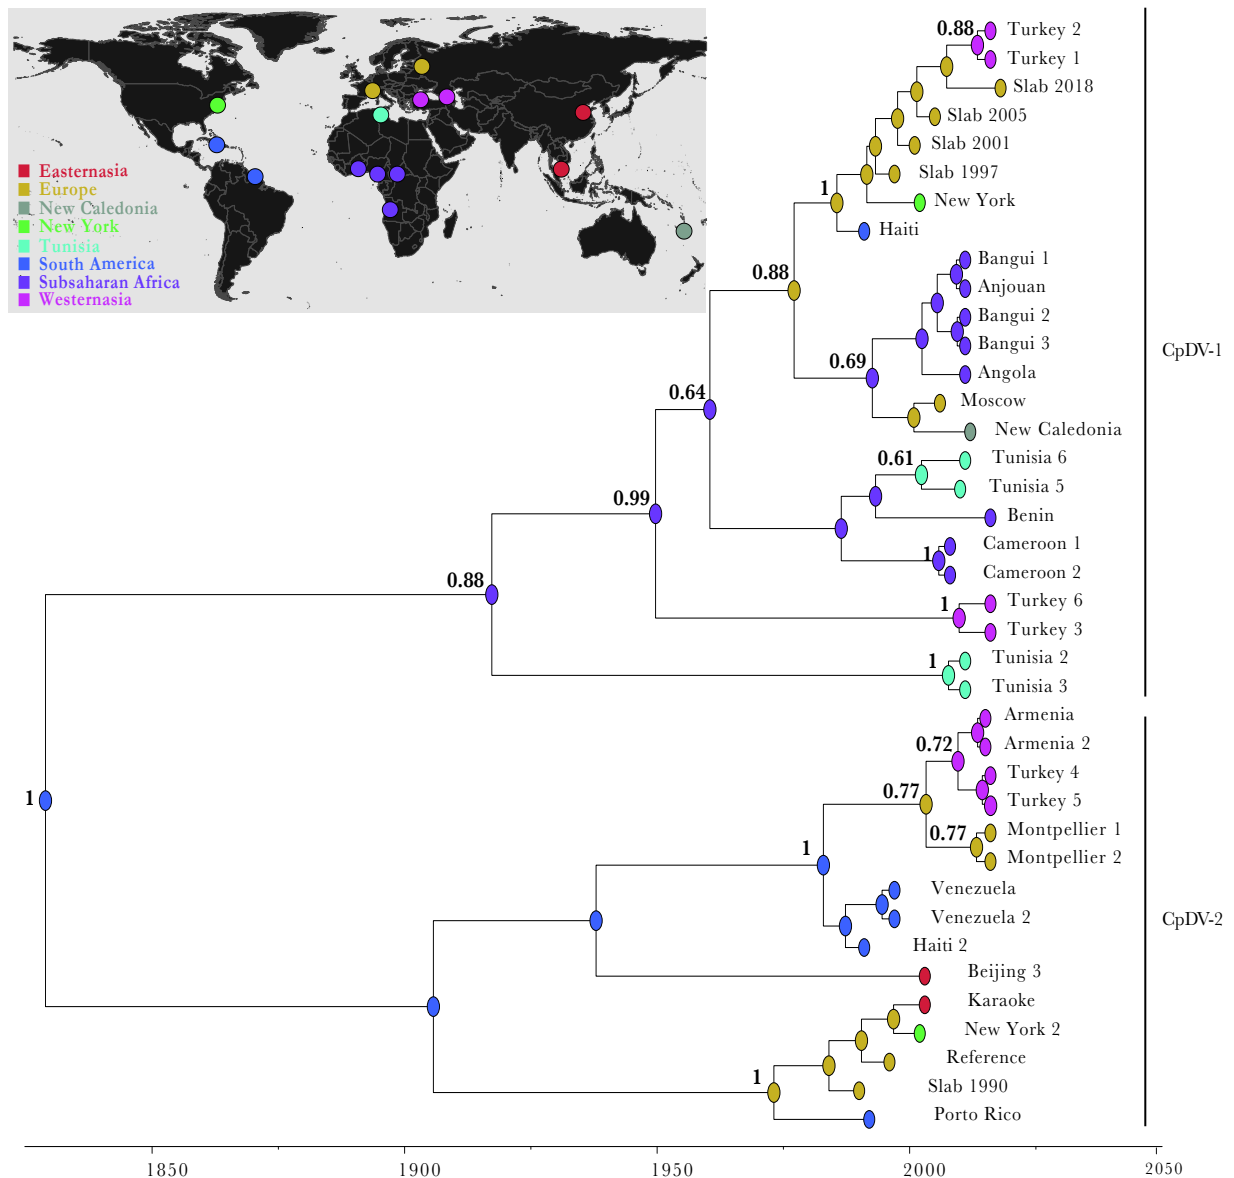 Easternasia
Europe
New Caledonia
New York
Tunisia
South America
Subsaharan Africa
Westernasia
0.88
Turkey 2
Turkey 1
Slab 2018
Slab 2005
Slab 2001
Slab 1997
1
New York
Haiti
0.88
Bangui 1
Anjouan
Bangui 2
Bangui 3
CpDV-1
0.69
Angola
0.64
Moscow
New Caledonia
0.61
Tunisia 6
Tunisia 5
0.99
Benin
Cameroon 1
1
Cameroon 2
0.88
1
Turkey 6
Turkey 3
1
Tunisia 2
Tunisia 3
Armenia
0.72
Armenia 2
Turkey 4
0.77
Turkey 5
1
0.77
Montpellier 1
1
Montpellier 2
Venezuela
Venezuela 2
CpDV-2
Haiti 2
Beijing 3
Karaoke
New York 2
Reference
1
Slab 1990
Porto Rico
1850
1900
1950
2000
2050